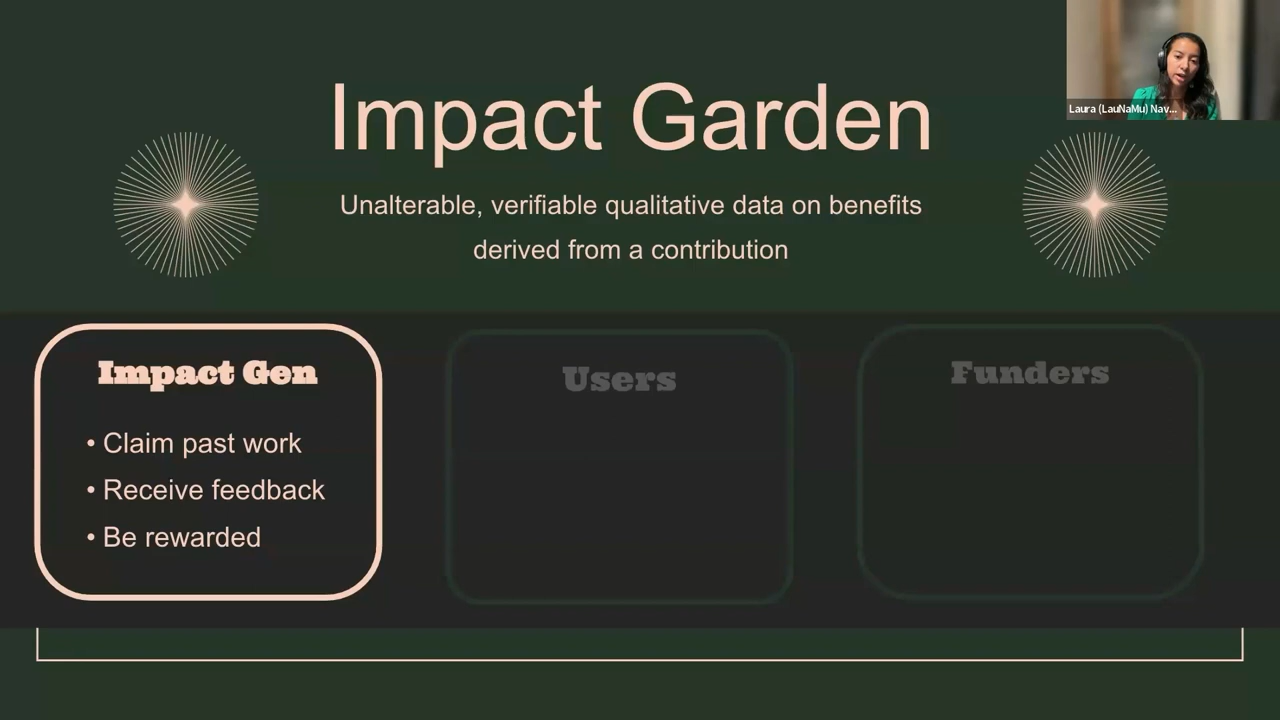 Laura (LauNaMu) Nav...
Impact Garden
Unalterable, verifiable qualitative data on benefits
derived from a contribution
Impact Gen
• Claim past work
• Receive feedback
• Be rewarded
Users
Funders